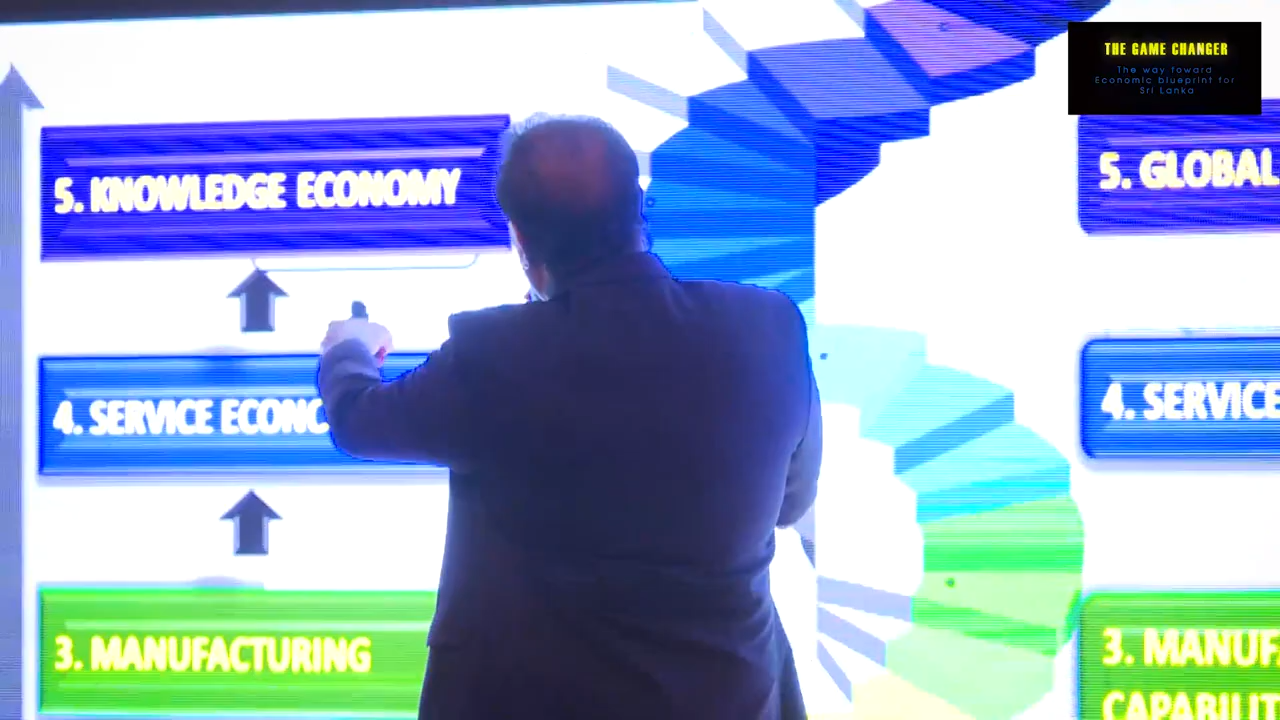 THE GAME CHANGER
The way toward
Economic blueprint for
Sri Lanka
5. KNOWLEDGE ECONOMY
4. SERVICE ECONO
3. MANUFACTURING
5. GLOBAL
4. SERVICE
3. MANUF
CAPABILIT